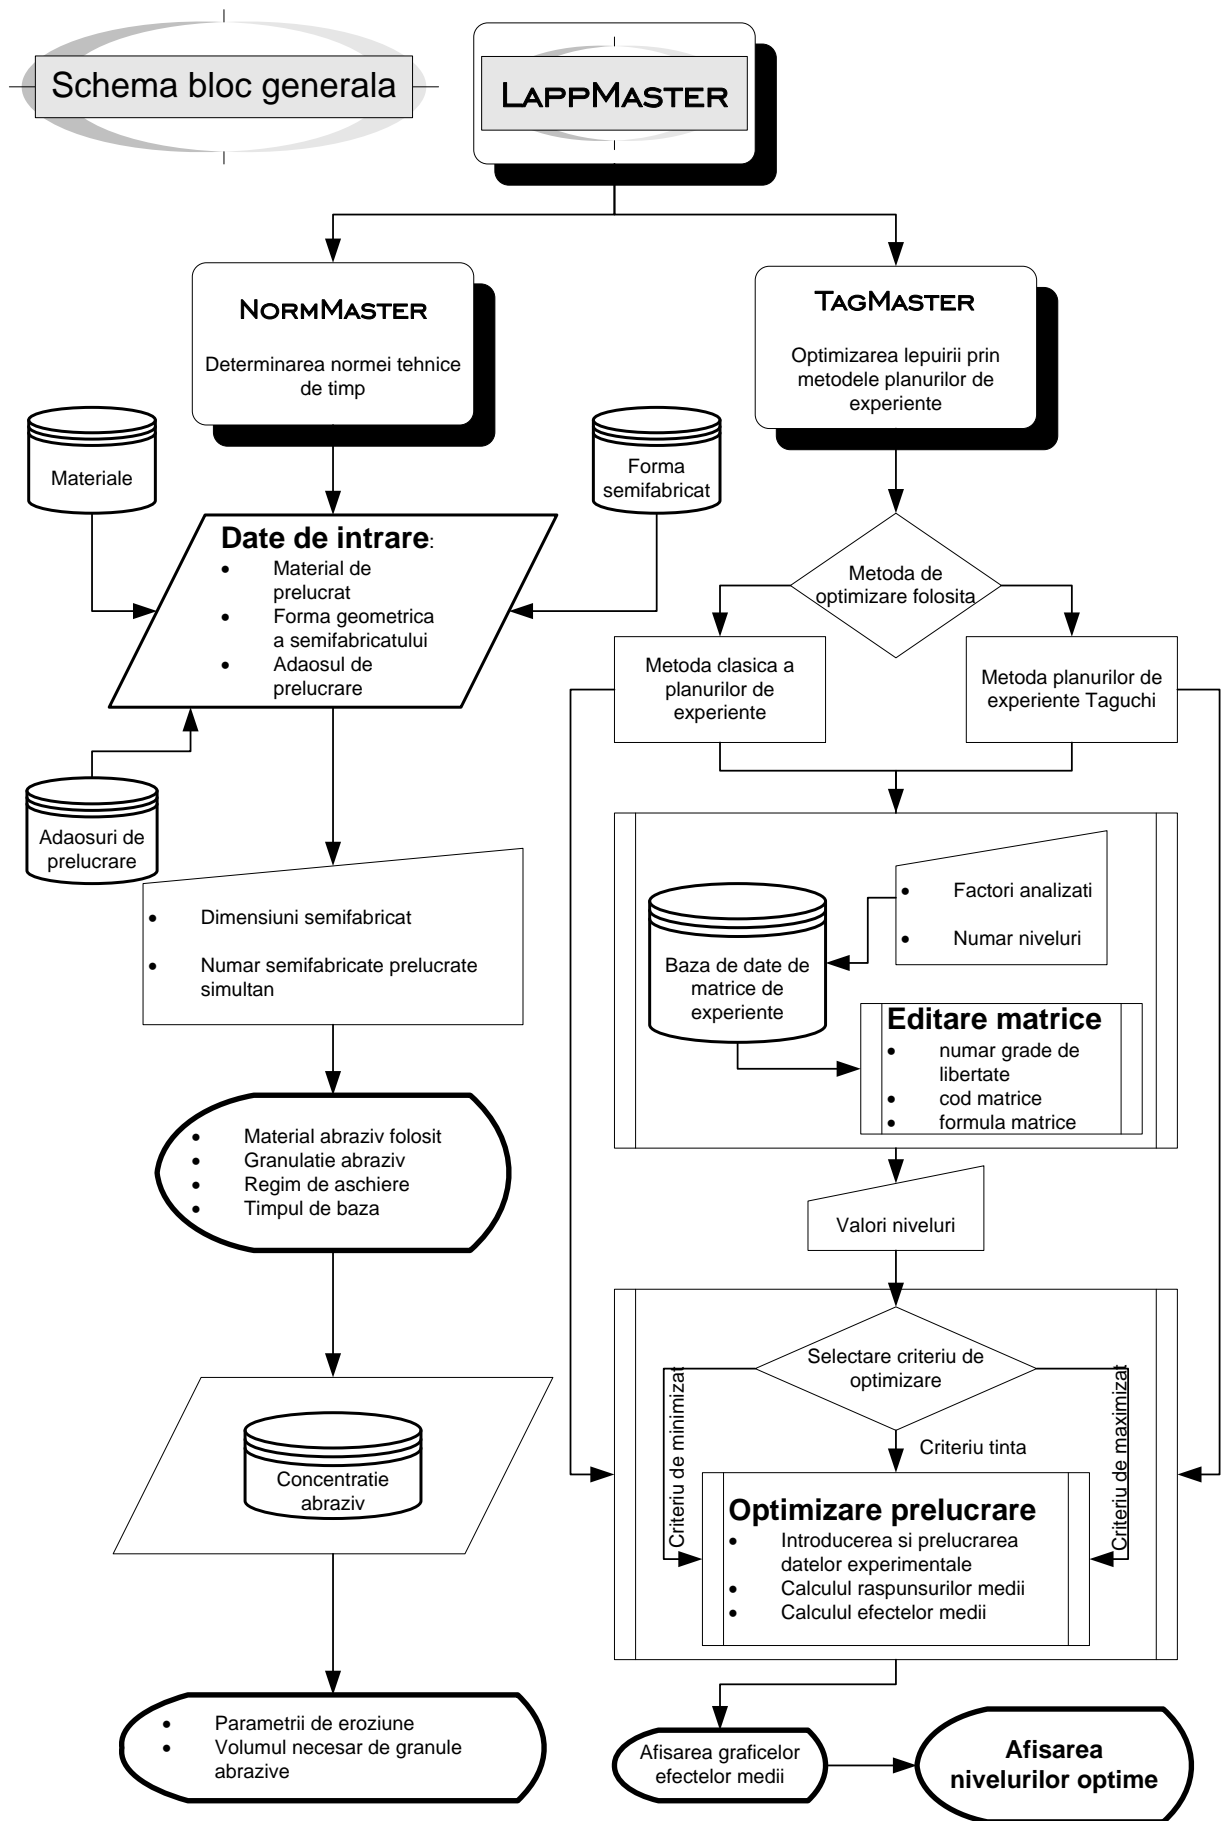 Schema bloc generala
LAPPMASTER
NORMMASTER
Determinarea normei tehnice
de timp
TAGMASTER
Optimizarea lepuirii prin
metodele planurilor de
experiente
Materiale
Forma
semifabricat
Date de intrare:
• Material de
prelucrat
• Forma geometrica
a semifabricatului
• Adaosul de
prelucrare
Adaosuri de
prelucrare
• Dimensiuni semifabricat
• Numar semifabricate prelucrate
simultan
• Material abraziv folosit
• Granulatie abraziv
• Regim de aschiere
• Timpul de baza
Concentratie
abraziv
• Parametrii de eroziune
• Volumul necesar de granule
abrazive
Metoda de
optimizare folosita
Metoda clasica a
planurilor de
experiente
Metoda planurilor de
experiente Taguchi
• Factori analizati
• Numar niveluri
Baza de date de
matrice de
experiente
Editare matrice
• numar grade de
libertate
• cod matrice
• formula matrice
Valori niveluri
Selectare criteriu de
optimizare
Criteriu de minimizat
Criteriu tinta
Criteriu de maximizat
Optimizare prelucrare
• Introducerea si prelucrarea
datelor experimentale
• Calculul raspunsurilor medii
• Calculul efectelor medii
Afisarea graficelor
efectelor medii
Afisarea
nivelurilor optime